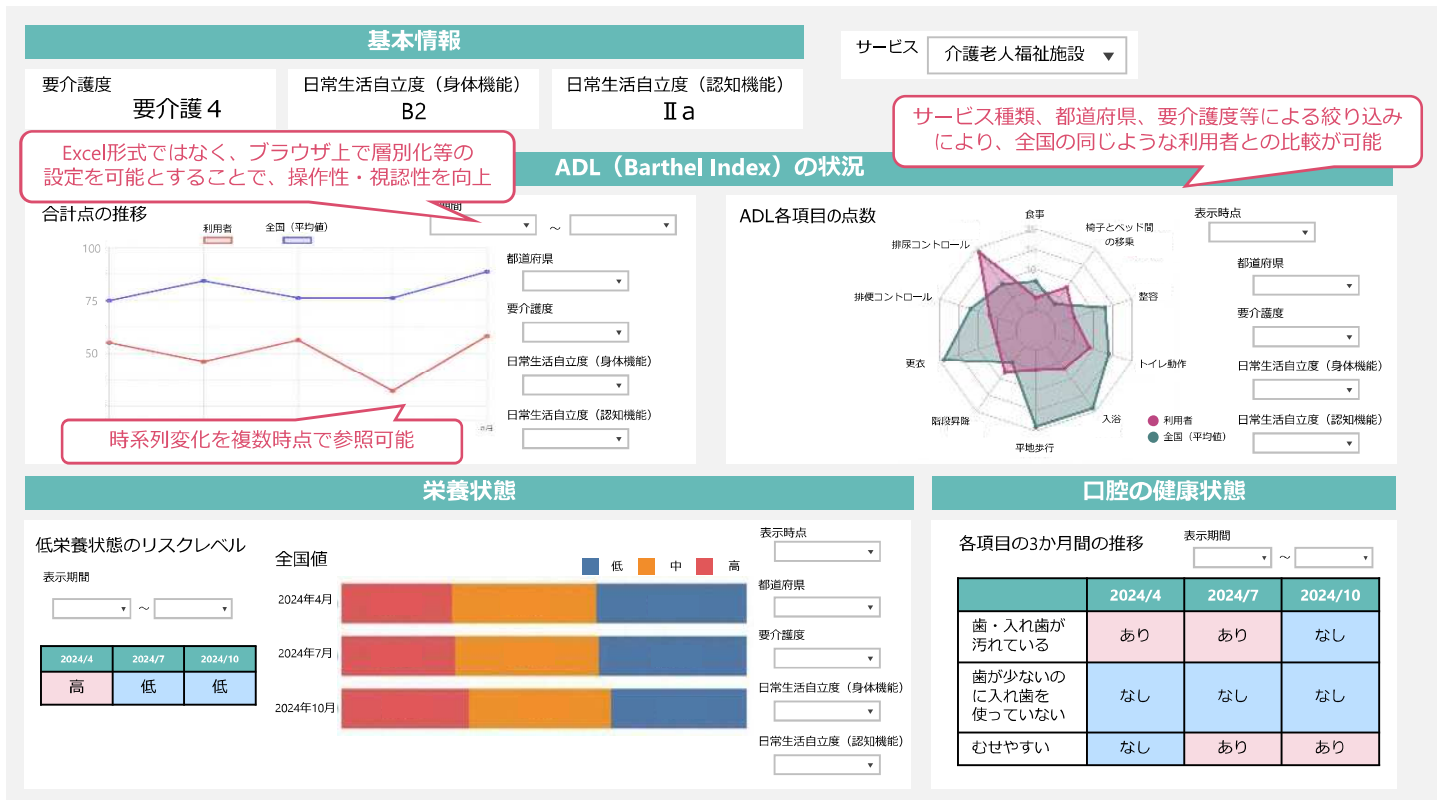 基本情報
サービス
介護老人福祉施設
要介護度
要介護４
日常生活自立度（身体機能）
B2
日常生活自立度（認知機能）
Ⅱa
サービス種類、都道府県、要介護度等による絞り込み
により、全国の同じような利用者との比較が可能
Excel形式ではなく、ブラウザ上で層別化等の
設定を可能とすることで、操作性・視認性を向上
ADL（Barthel Index）の状況
合計点の推移
期間
～
利用者
全国（平均値）
100
75
50
都道府県
要介護度
日常生活自立度（身体機能）
日常生活自立度（認知機能）
時系列変化を複数時点で参照可能
ADL各項目の点数
食事
椅子とベッド間
の移乗
整容
トイレ動作
入浴
平地歩行
階段昇降
更衣
排便コントロール
排尿コントロール
10
利用者
全国（平均値）
表示時点
都道府県
要介護度
日常生活自立度（身体機能）
日常生活自立度（認知機能）
栄養状態
低栄養状態のリスクレベル
表示期間
～
2024/4 2024/7 2024/10
高 低 低
全国値
低 中 高
2024年4月
2024年7月
2024年10月
表示時点
都道府県
要介護度
日常生活自立度（身体機能）
日常生活自立度（認知機能）
口腔の健康状態
各項目の3か月間の推移
表示期間
～
2024/4 2024/7 2024/10
歯・入れ歯が
汚れている
あり あり なし
歯が少ないの
に入れ歯を
使っていない
なし なし なし
むせやすい なし あり あり